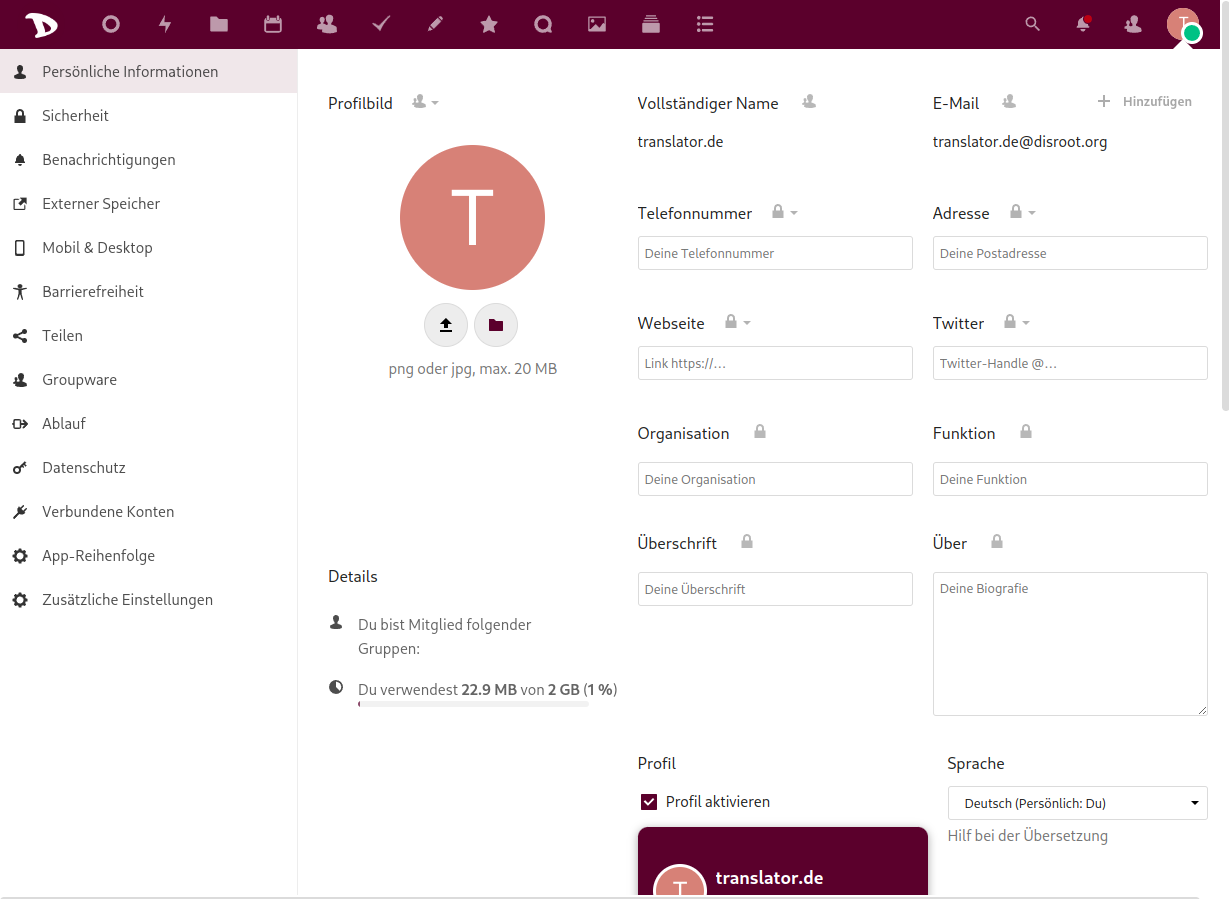 T
Persönliche Informationen
Sicherheit
Benachrichtigungen
Externer Speicher
Mobil & Desktop
Barrierefreiheit
Teilen
Groupware
Ablauf
Datenschutz
Verbundene Konten
App-Reihenfolge
Zusätzliche Einstellungen
Profilbild
T
png oder jpg, max. 20 MB
Details
Du bist Mitglied folgender
Gruppen:
Du verwendest 22.9 MB von 2 GB (1 %)
Vollständiger Name
translator.de
E-Mail
Hinzufügen
translator.de@disroot.org
Telefonnummer
Deine Telefonnummer
Adresse
Deine Postadresse
Webseite
Link https://…
Twitter
Twitter-Handle @…
Organisation
Deine Organisation
Funktion
Deine Funktion
Überschrift
Deine Überschrift
Über
Deine Biografie
Profil
Profil aktivieren
T
translator.de
Sprache
Deutsch (Persönlich: Du)
Hilf bei der Übersetzung